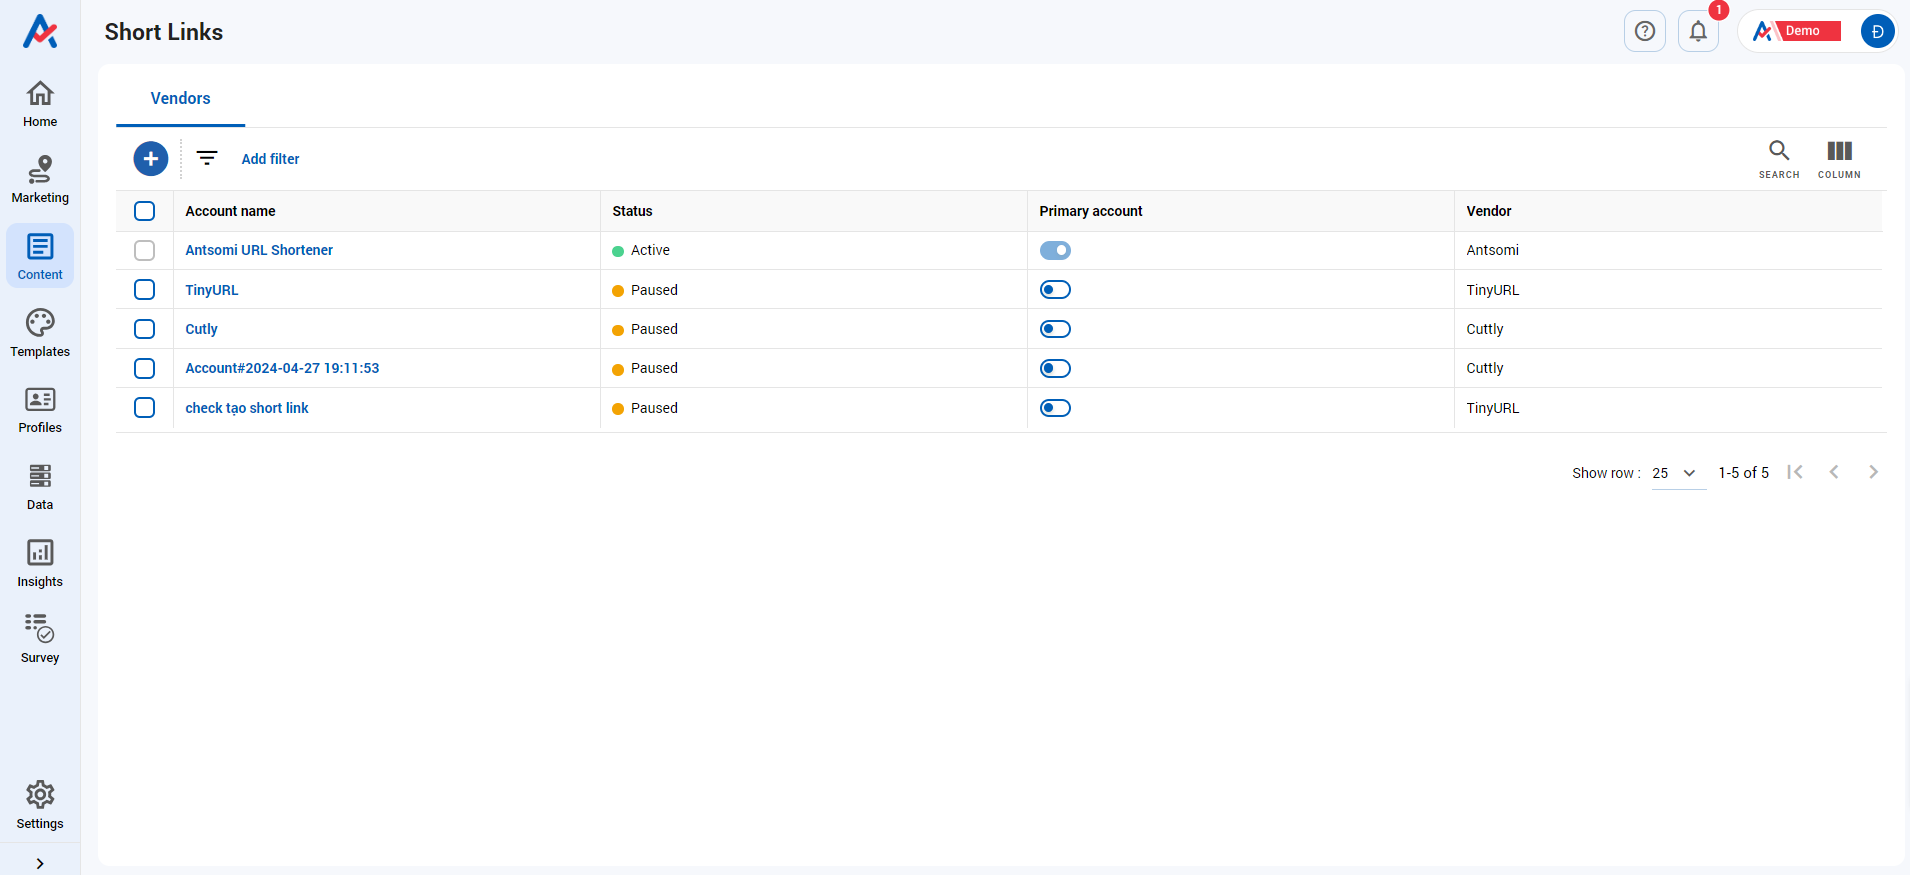 Short Links
1
Demo
Đ
Home
Marketing
Content
Templates
Profiles
Data
Insights
Survey
Settings
Vendors
Add filter
SEARCH
COLUMN
Account name Status Primary account Vendor
Antsomi URL Shortener Active Antsomi
TinyURL Paused TinyURL
Cutly Paused Cuttly
Account#2024-04-27 19:11:53 Paused Cuttly
check tạo short link Paused TinyURL
Show row : 25 1-5 of 5